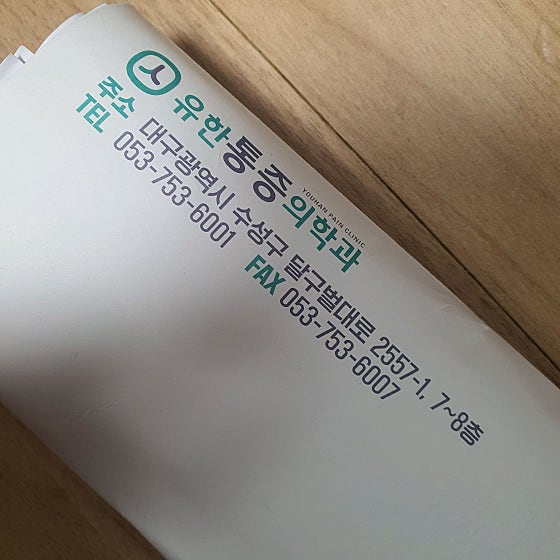 유한통증의학과
YOUHAN PAIN CLINIC
주소 대구광역시 수성구 달구벌대로 2557-1, 7~8층
TEL 053-753-6001 FAX 053-753-6007